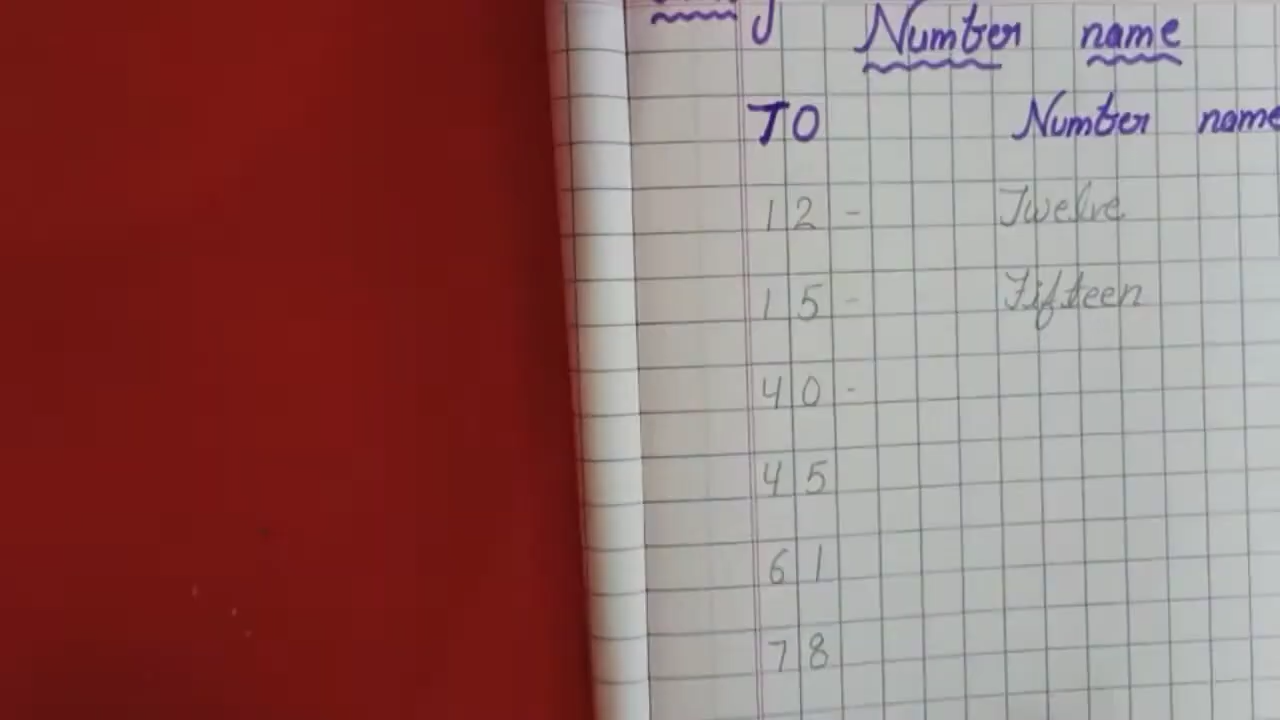 Number name
TO Number name
12 - Twelve
15 - Fifteen
40 -
45
61
78